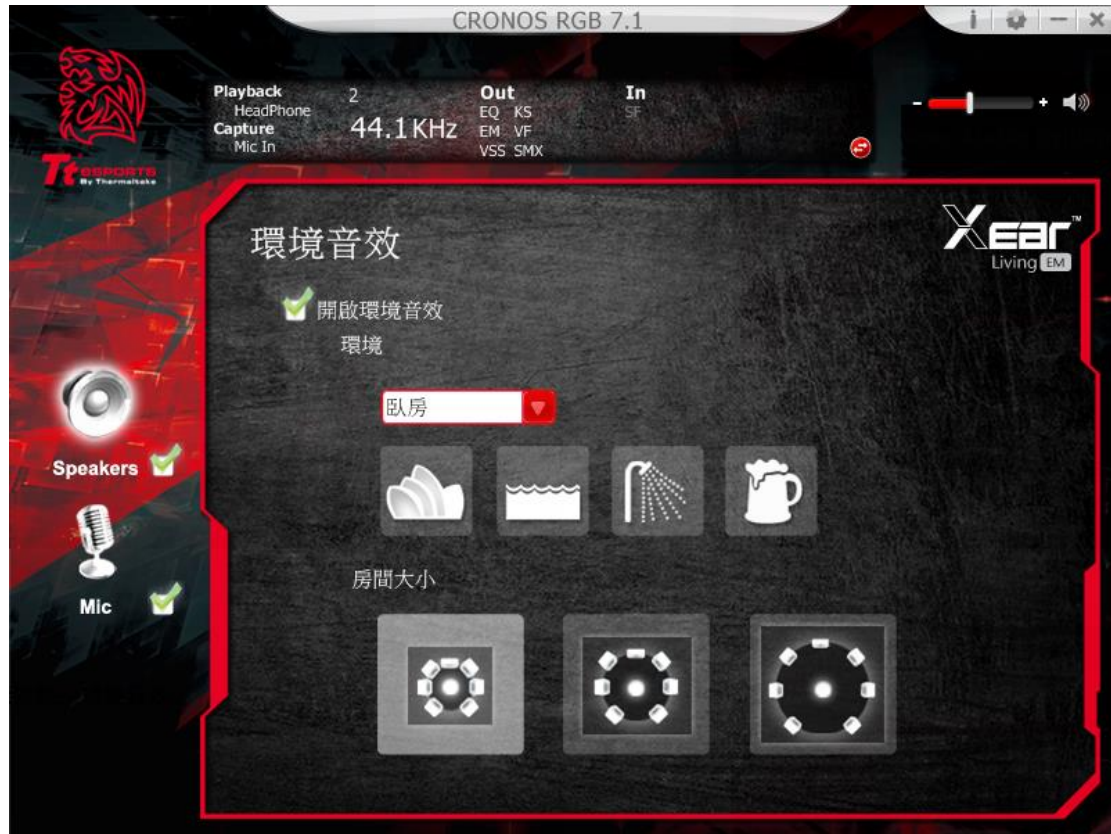 CRONOS RGB 7.1
i
Playback 2 Out In
HeadPhone EQ KS SF
Capture 44.1KHz EM VF
Mic In VSS SMX
Tt eSPORTS
By Thermaltake
環境音效
Xear™
Living EM
開啟環境音效
環境
臥房
Speakers
房間大小
Mic